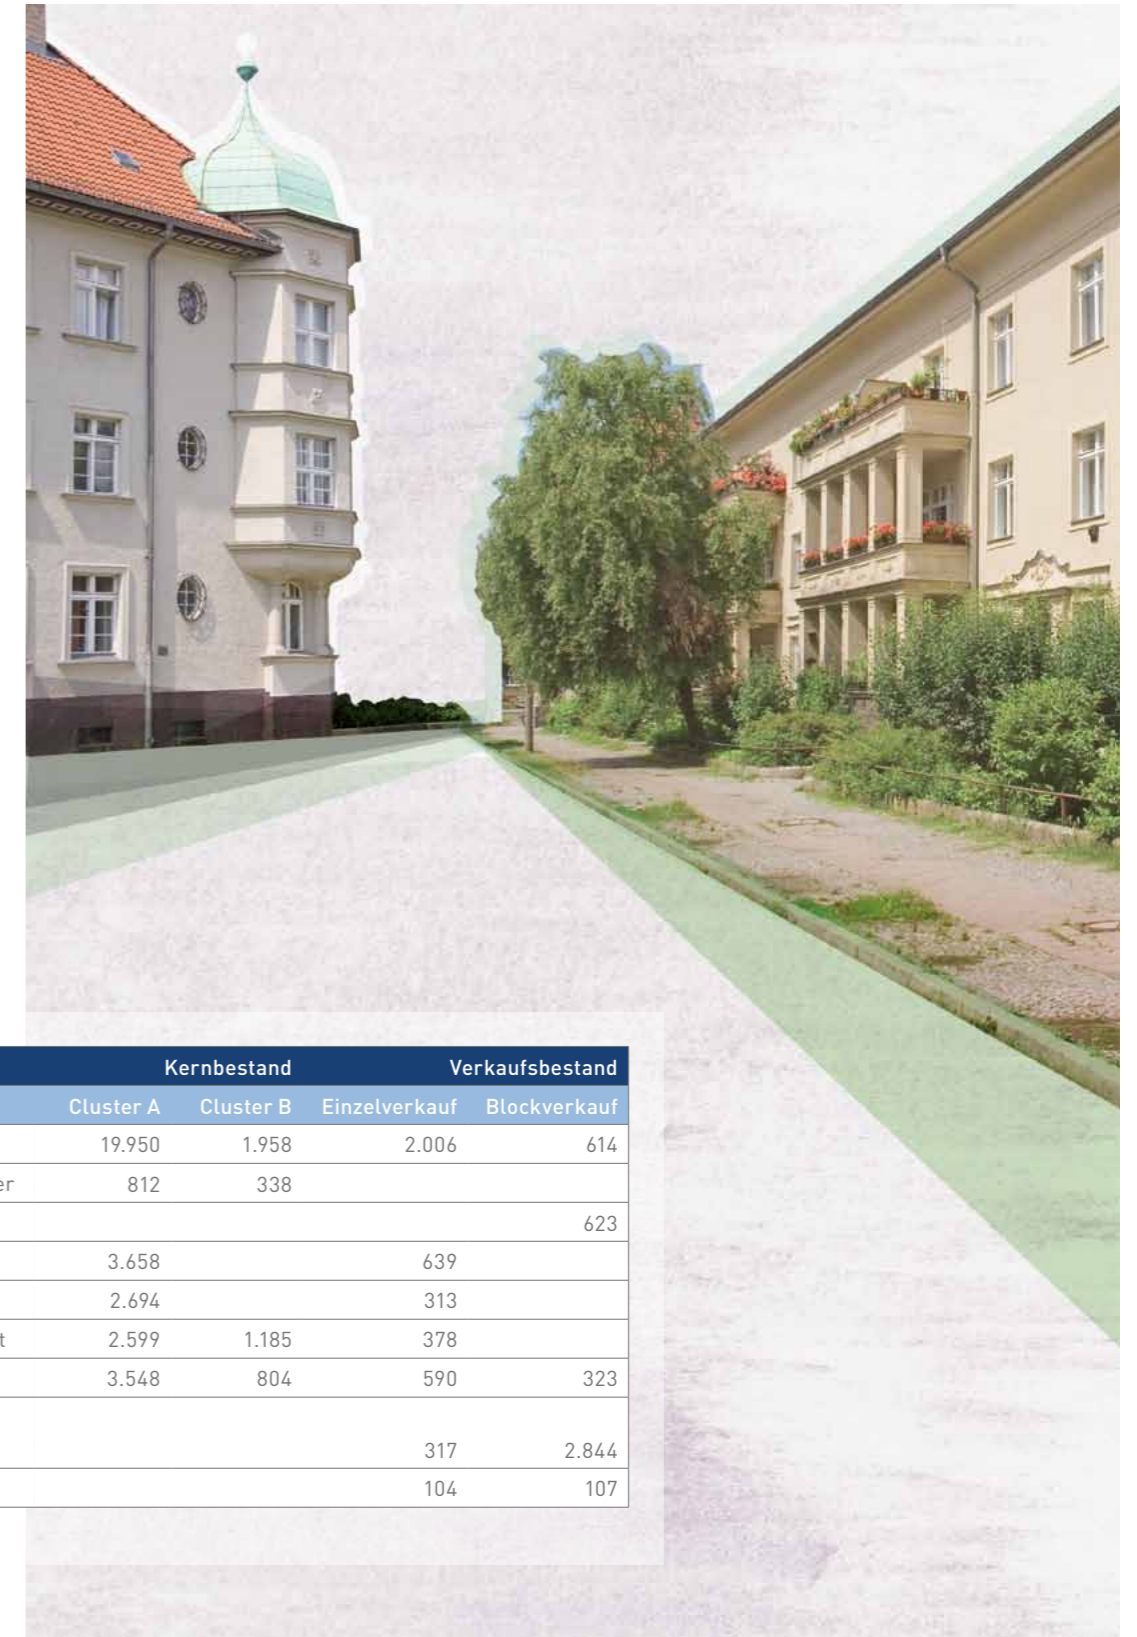 Kernbestand Verkaufsbestand
Cluster A Cluster B Einzelverkauf Blockverkauf
19.950 1.958 2.006 614
er 812 338
623
3.658 639
2.694 313
t 2.599 1.185 378
3.548 804 590 323
317 2.844
104 107